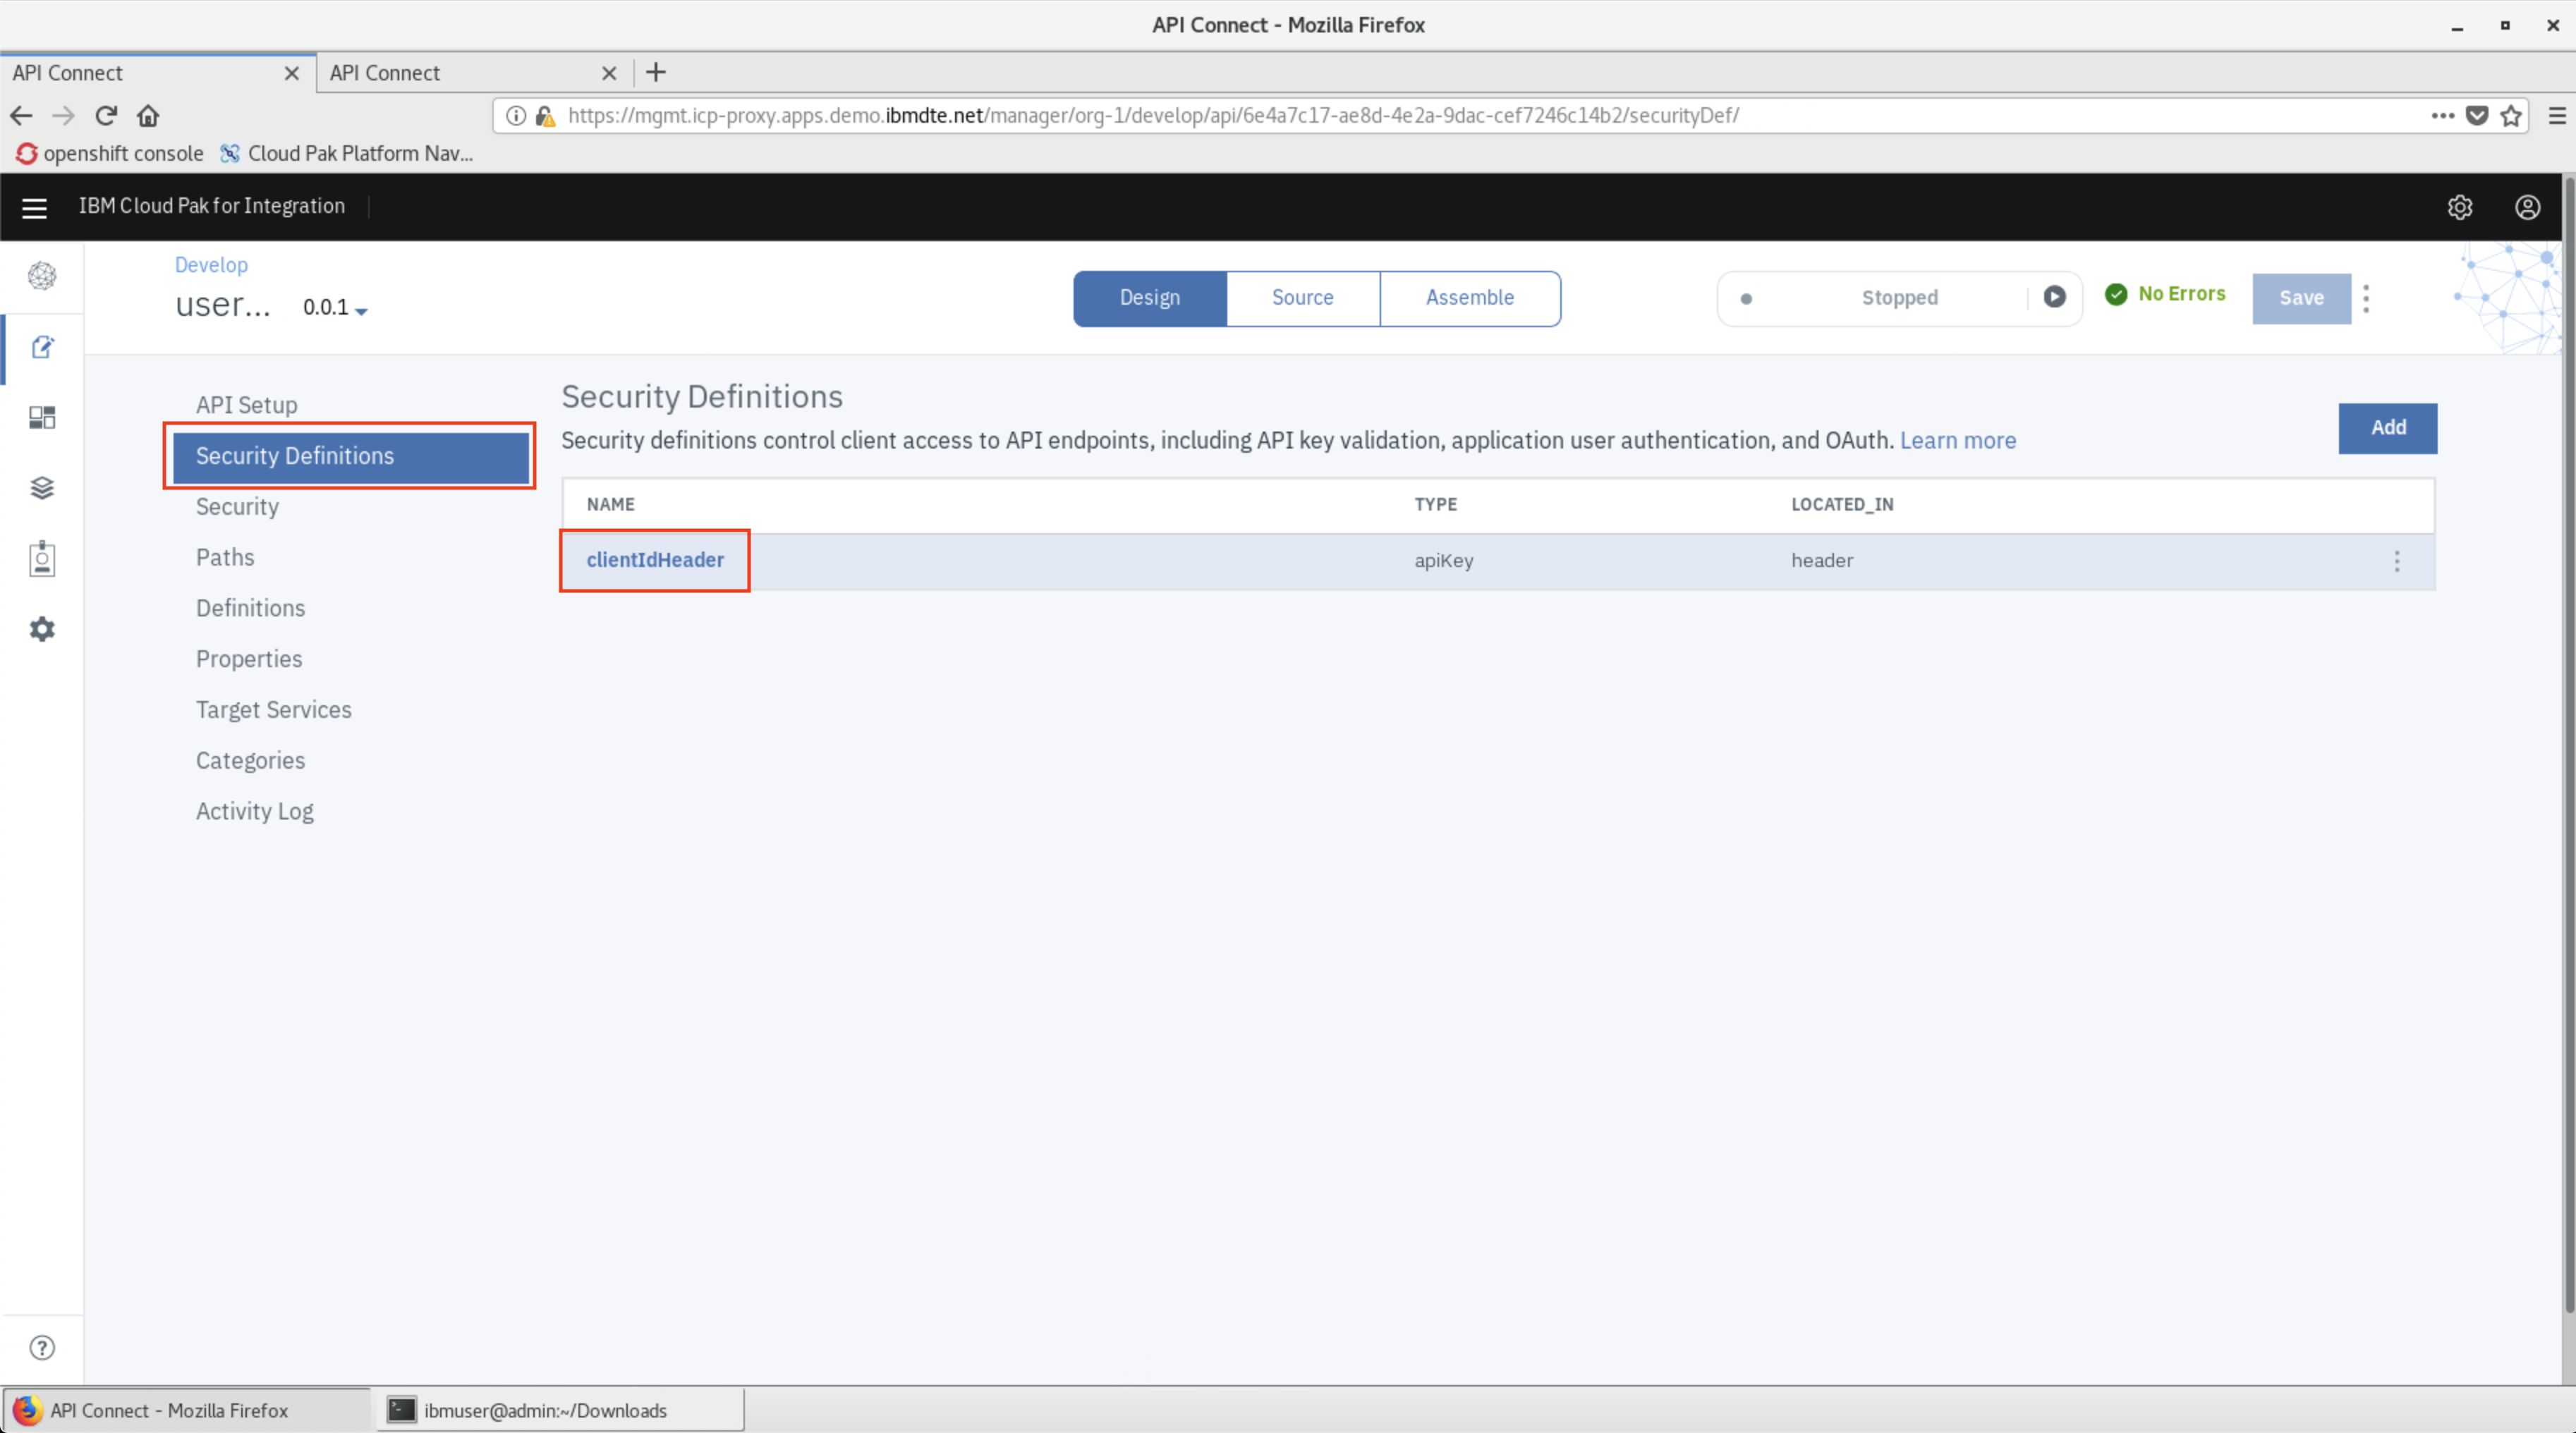 API Connect - Mozilla Firefox
API Connect
API Connect
https://mgmt.icp-proxy.apps.demo.ibmdte.net/manager/org-1/develop/api/6e4a7c17-ae8d-4e2a-9dac-cef7246c14b2/securityDef/
openshift console
Cloud Pak Platform Nav...
IBM Cloud Pak for Integration
Develop
user... 0.0.1
Design
Source
Assemble
Stopped
No Errors
Save
API Setup
Security Definitions
Security
Paths
Definitions
Properties
Target Services
Categories
Activity Log
Security Definitions
Security definitions control client access to API endpoints, including API key validation, application user authentication, and OAuth. Learn more
Add
NAME TYPE LOCATED_IN
clientIdHeader apiKey header
API Connect - Mozilla Firefox
ibmuser@admin:~/Downloads